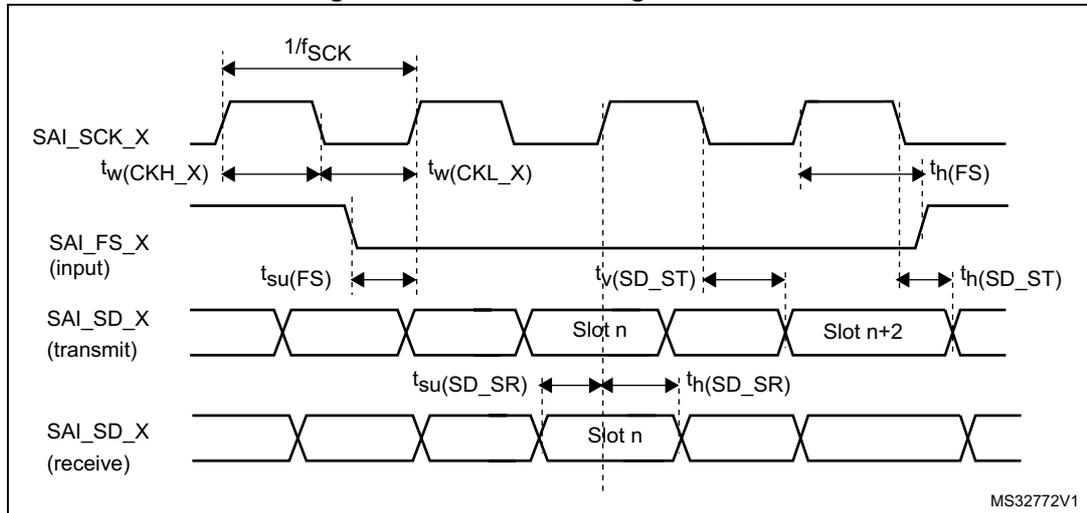 1/fSCK
SAI_SCK_X
tw(CKH_X)
tw(CKL_X)
th(FS)
SAI_FS_X
(input)
tsu(FS)
tv(SD_ST)
th(SD_ST)
SAI_SD_X
(transmit)
Slot n
Slot n+2
tsu(SD_SR)
th(SD_SR)
SAI_SD_X
(receive)
Slot n
MS32772V1